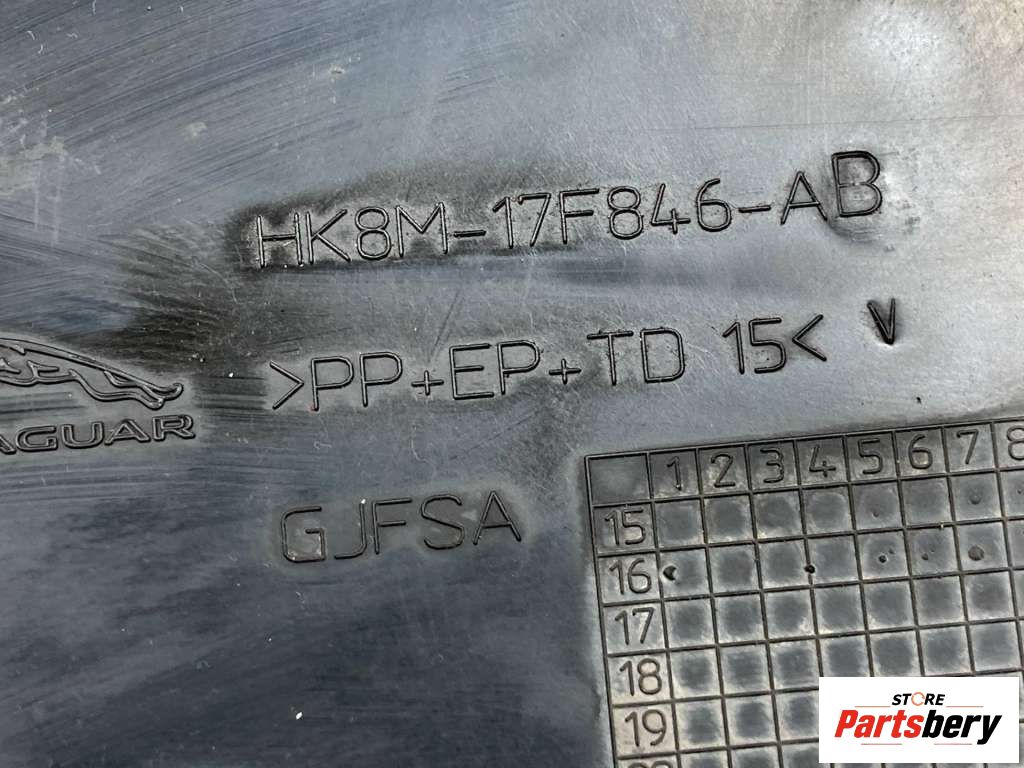 HK8M-17F846-AB
>PP+EP+TD 15< V
AGUAR
GJFSA
1 2 3 4 5 6 7 8
15
16
17
18
19
STORE
Partsbery